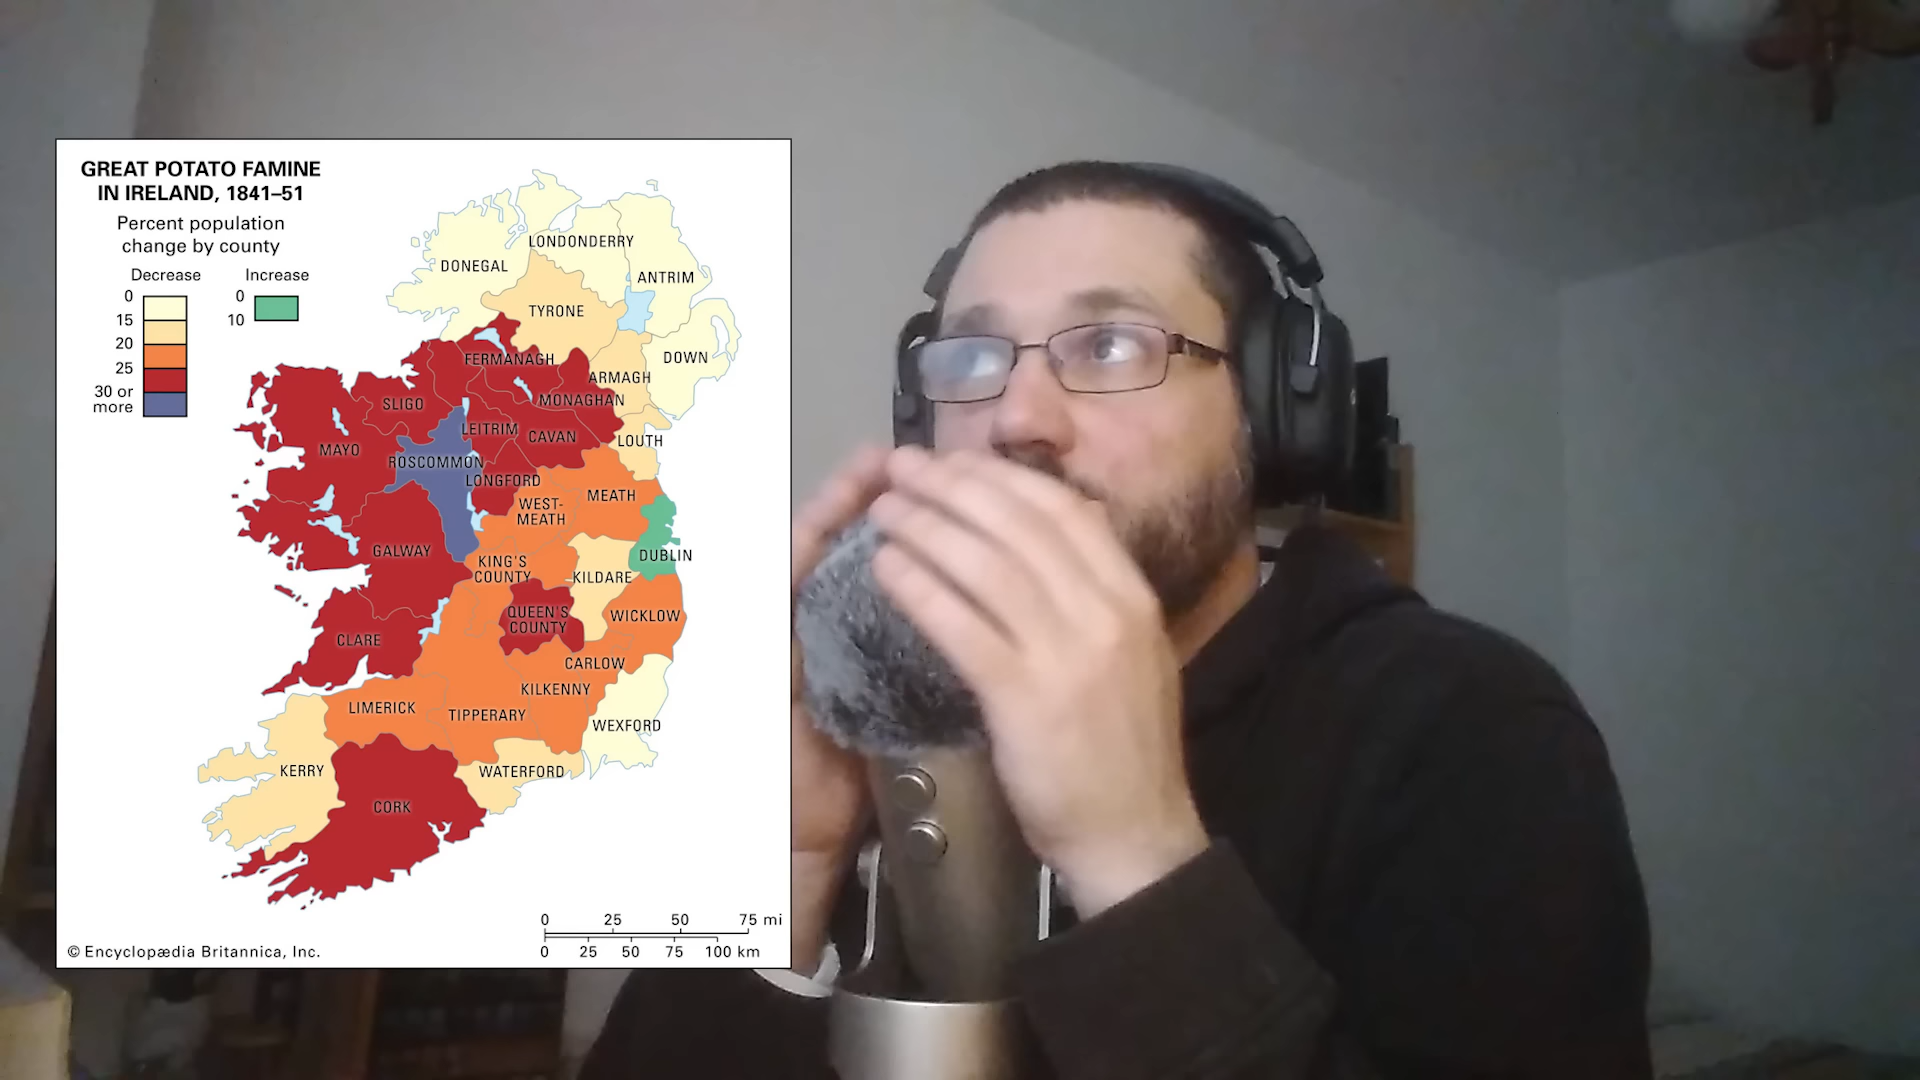 GREAT POTATO FAMINE
IN IRELAND, 1841–51
Percent population
change by county
Decrease
Increase
0
15
20
25
30 or
more
0
10
LONDONDERRY
DONEGAL
ANTRIM
TYRONE
FERMANAGH
DOWN
ARMAGH
MONAGHAN
SLIGO
LEITRIM
CAVAN
LOUTH
MAYO
ROSCOMMON
LONGFORD
MEATH
WEST-
MEATH
GALWAY
DUBLIN
KING'S
COUNTY
KILDARE
QUEEN'S
COUNTY
WICKLOW
CLARE
CARLOW
KILKENNY
LIMERICK
TIPPERARY
WEXFORD
KERRY
WATERFORD
CORK
0 25 50 75 mi
0 25 50 75 100 km
© Encyclopædia Britannica, Inc.